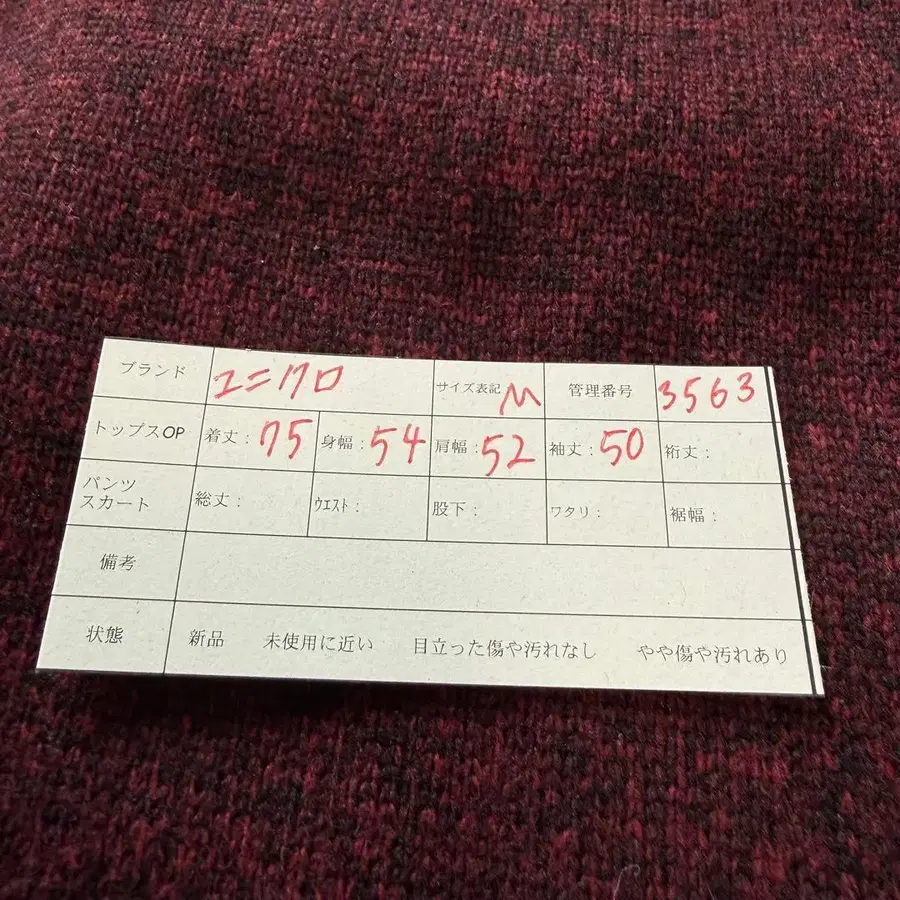 ブランド ユニクロ サイズ表記 M 管理番号 3563
トップスOP 着丈：75 身幅：54 肩幅：52 袖丈：50 裄丈：
パンツ
スカート 総丈： ｳｴｽﾄ： 股下： ワタリ： 裾幅：
備考
状態 新品 未使用に近い 目立った傷や汚れなし やや傷や汚れあり